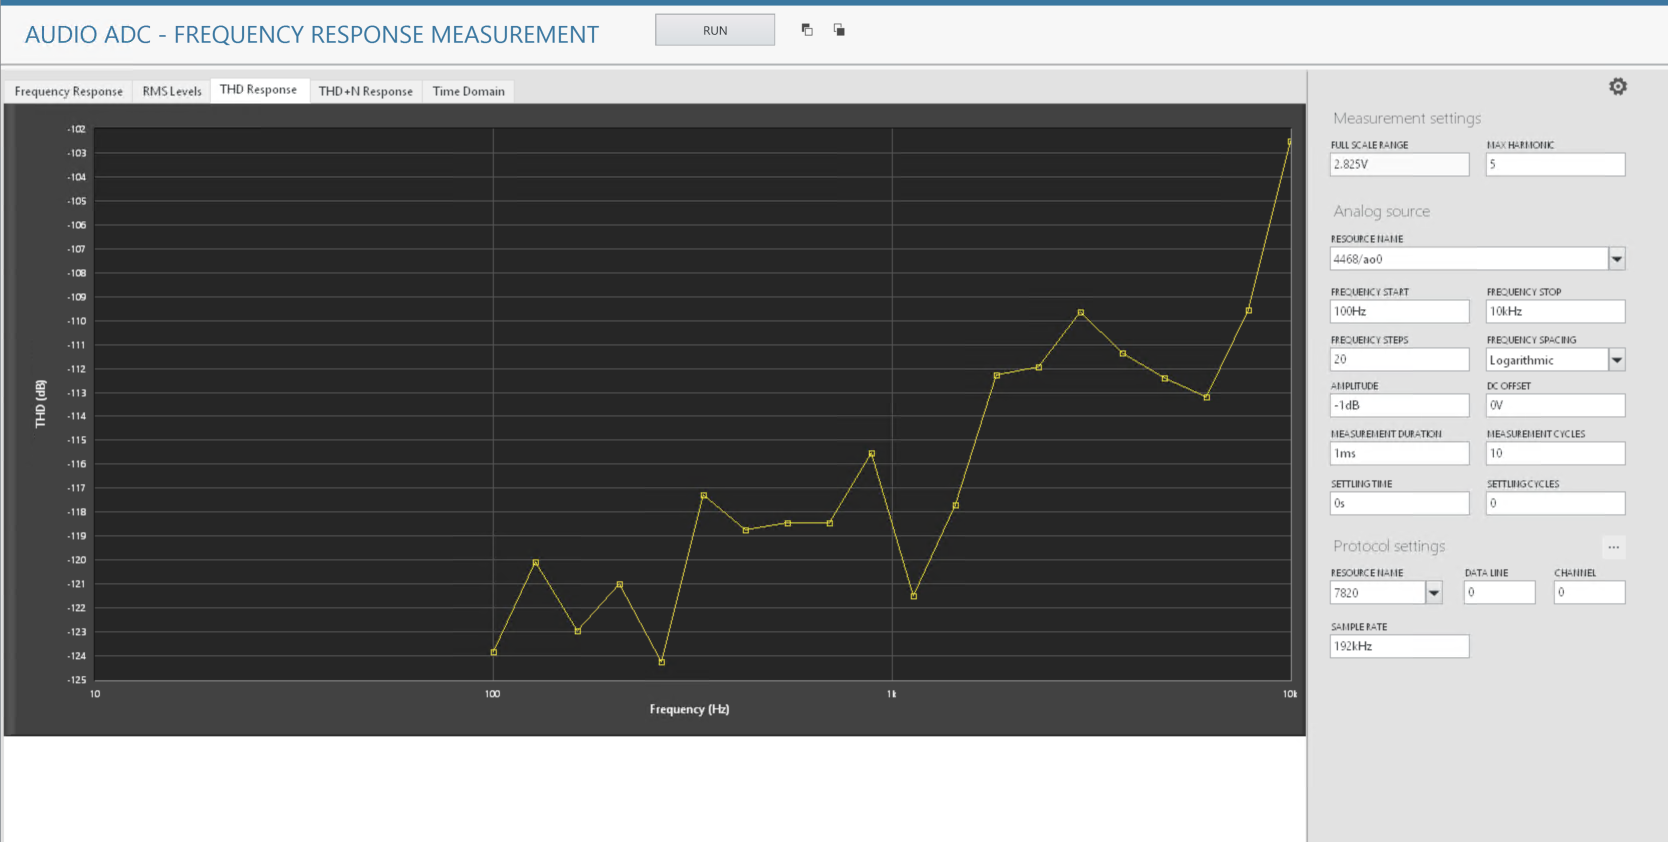 AUDIO ADC - FREQUENCY RESPONSE MEASUREMENT
RUN
Frequency Response
RMS Levels
THD Response
THD+N Response
Time Domain
-102
-103
-104
-105
-106
-107
-108
-109
-110
-111
-112
-113
-114
-115
-116
-117
-118
-119
-120
-121
-122
-123
-124
-125
THD (dB)
10
100
1k
10k
Frequency (Hz)
Measurement settings
FULL SCALE RANGE
2.825V
MAX HARMONIC
5
Analog source
RESOURCE NAME
4468/ao0
FREQUENCY START
100Hz
FREQUENCY STOP
10kHz
FREQUENCY STEPS
20
FREQUENCY SPACING
Logarithmic
AMPLITUDE
-1dB
DC OFFSET
0V
MEASUREMENT DURATION
1ms
MEASUREMENT CYCLES
10
SETTLING TIME
0s
SETTLING CYCLES
0
Protocol settings
...
RESOURCE NAME
7820
DATA LINE
0
CHANNEL
0
SAMPLE RATE
192kHz